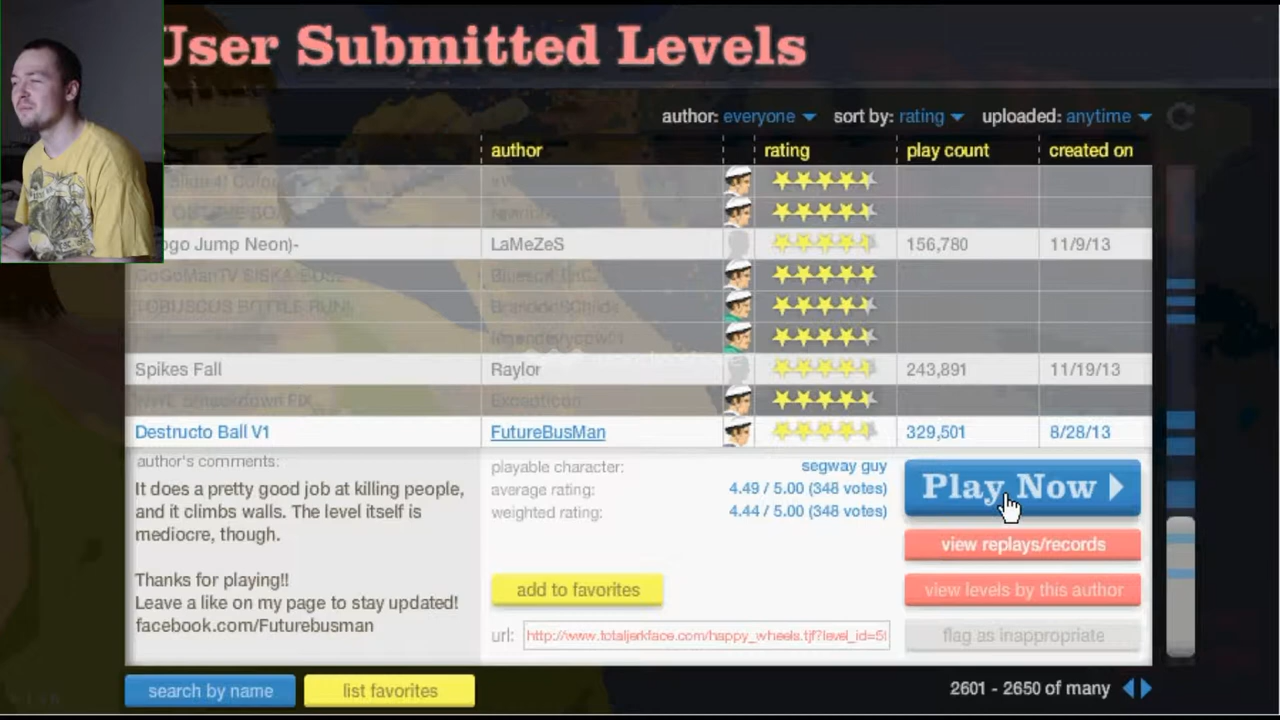 User Submitted Levels
author: everyone sort by: rating uploaded: anytime
author rating play count created on
ogo Jump Neon)- LaMeZeS 156,780 11/9/13
GoGoManTV
TOBUSCUS BOTTLE RUN!
Spikes Fall Raylor 243,891 11/19/13
Destructo Ball V1 FutureBusMan 329,501 8/28/13
author's comments:
It does a pretty good job at killing people,
and it climbs walls. The level itself is
mediocre, though.
Thanks for playing!!
Leave a like on my page to stay updated!
facebook.com/Futurebusman
playable character: segway guy
average rating: 4.49 / 5.00 (348 votes)
weighted rating: 4.44 / 5.00 (348 votes)
add to favorites
url: http://www.totaljerkface.com/happy_wheels.tjf?level_id=5
Play Now
view replays/records
view levels by this author
flag as inappropriate
search by name list favorites 2601 - 2650 of many